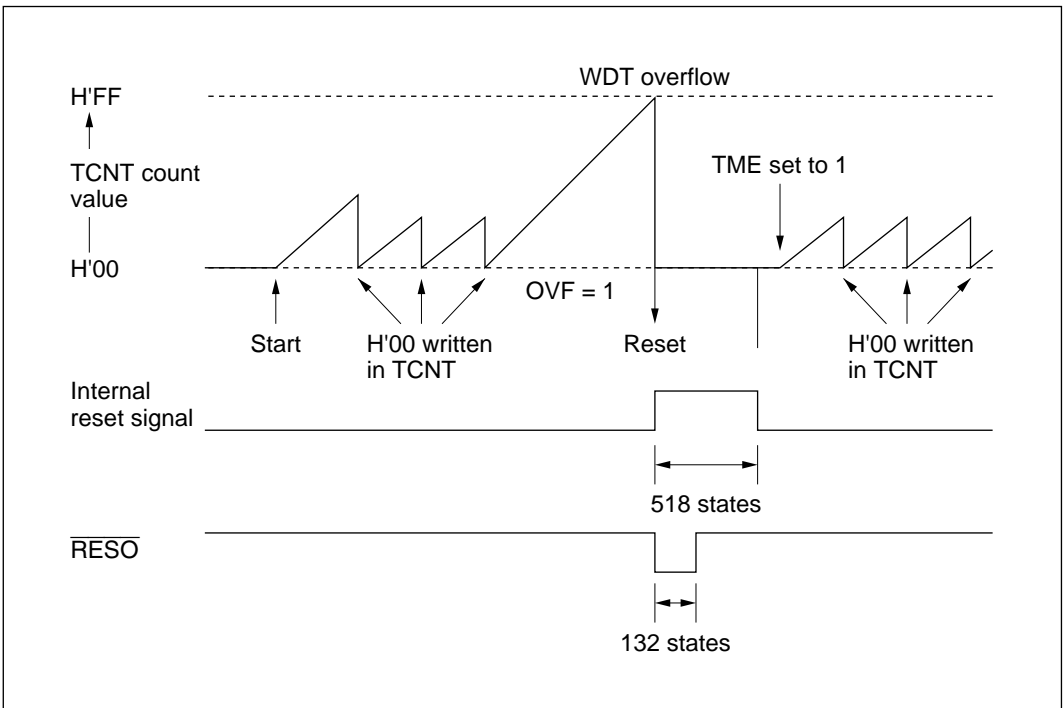 WDT overflow
H'FF
TCNT count
value
TME set to 1
H'00
OVF = 1
Start
H'00 written
in TCNT
Reset
H'00 written
in TCNT
Internal
reset signal
518 states
RESO
132 states